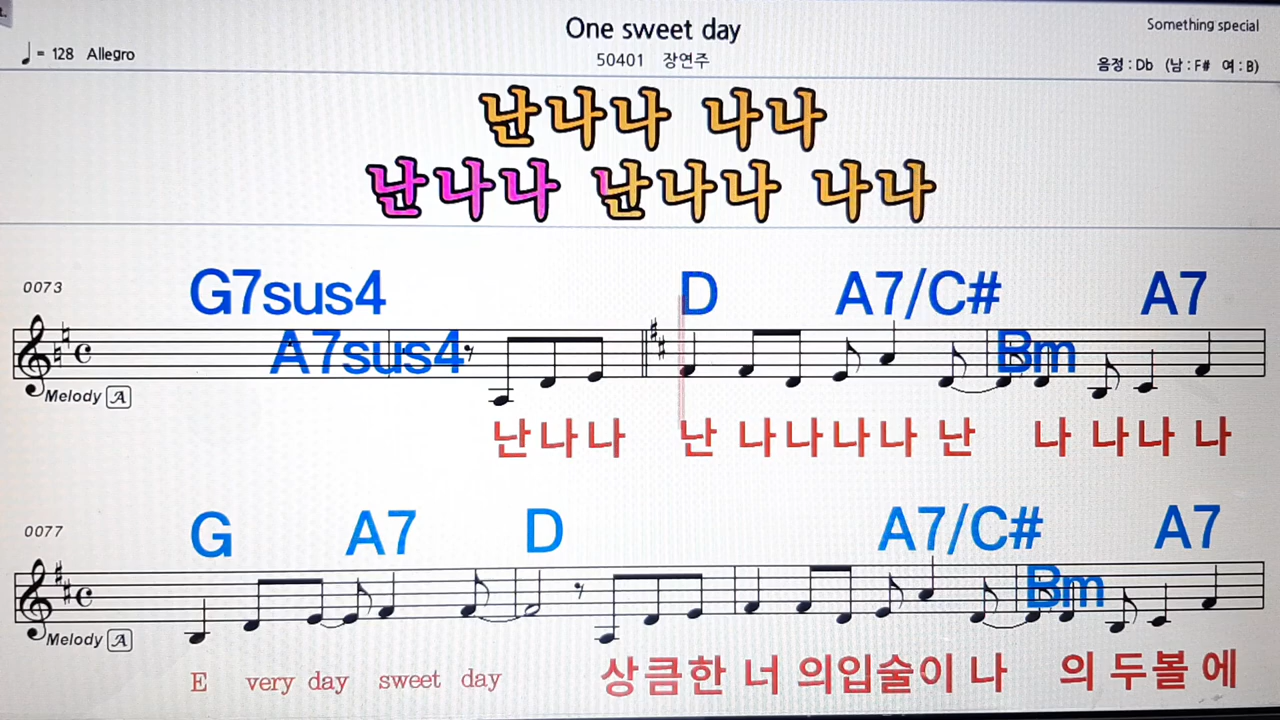 One sweet day
Something special
♩ = 128 Allegro
50401 장연주
음정 : Db (남 : F# 여 : B)
난나나 나나
난나나 난나나 나나
0073
G7sus4 D A7/C# A7
A7sus4 Bm
Melody A
난나나 난 나나나나 난 나 나나 나
0077
G A7 D A7/C# A7
Bm
Melody A
E very day sweet day 상큼한 너 의입술이 나 의 두볼 에